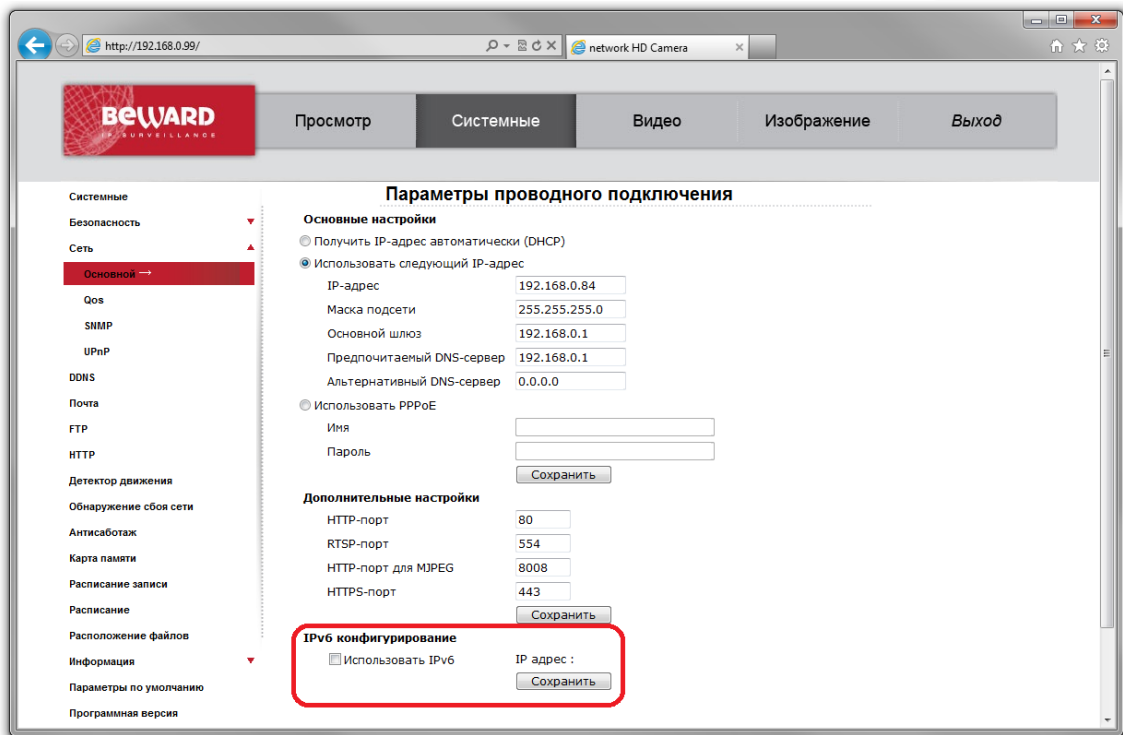 http://192.168.0.99/
network HD Camera
BEWARD
IP SURVEILLANCE
Просмотр
Системные
Видео
Изображение
Выход
Системные
Безопасность
Сеть
Основной →
Qos
SNMP
UPnP
DDNS
Почта
FTP
HTTP
Детектор движения
Обнаружение сбоя сети
Антисаботаж
Карта памяти
Расписание записи
Расписание
Расположение файлов
Информация
Параметры по умолчанию
Программная версия
Параметры проводного подключения
Основные настройки
Получить IP-адрес автоматически (DHCP)
Использовать следующий IP-адрес
IP-адрес 192.168.0.84
Маска подсети 255.255.255.0
Основной шлюз 192.168.0.1
Предпочитаемый DNS-сервер 192.168.0.1
Альтернативный DNS-сервер 0.0.0.0
Использовать PPPoE
Имя
Пароль
Сохранить
Дополнительные настройки
HTTP-порт 80
RTSP-порт 554
HTTP-порт для MJPEG 8008
HTTPS-порт 443
Сохранить
IPv6 конфигурирование
Использовать IPv6 IP адрес :
Сохранить